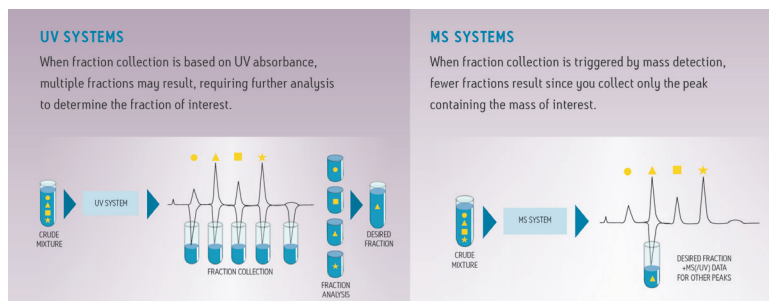 UV SYSTEMS
When fraction collection is based on UV absorbance,
multiple fractions may result, requiring further analysis
to determine the fraction of interest.
CRUDE
MIXTURE
UV SYSTEM
FRACTION COLLECTION
FRACTION
ANALYSIS
DESIRED
FRACTION
MS SYSTEMS
When fraction collection is triggered by mass detection,
fewer fractions result since you collect only the peak
containing the mass of interest.
CRUDE
MIXTURE
MS SYSTEM
DESIRED FRACTION
+MS(/UV) DATA
FOR OTHER PEAKS